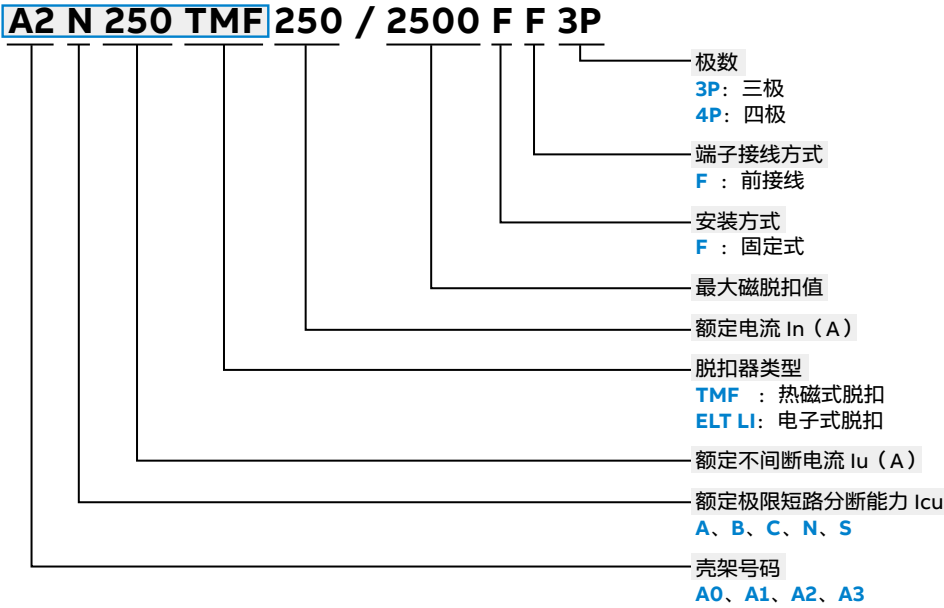 A2 N 250 TMF 250 / 2500 F F 3P
极数
3P：三极
4P：四极
端子接线方式
F ：前接线
安装方式
F ：固定式
最大磁脱扣值
额定电流 In（A）
脱扣器类型
TMF ：热磁式脱扣
ELT LI：电子式脱扣
额定不间断电流 Iu（A）
额定极限短路分断能力 Icu
A、B、C、N、S
壳架号码
A0、A1、A2、A3